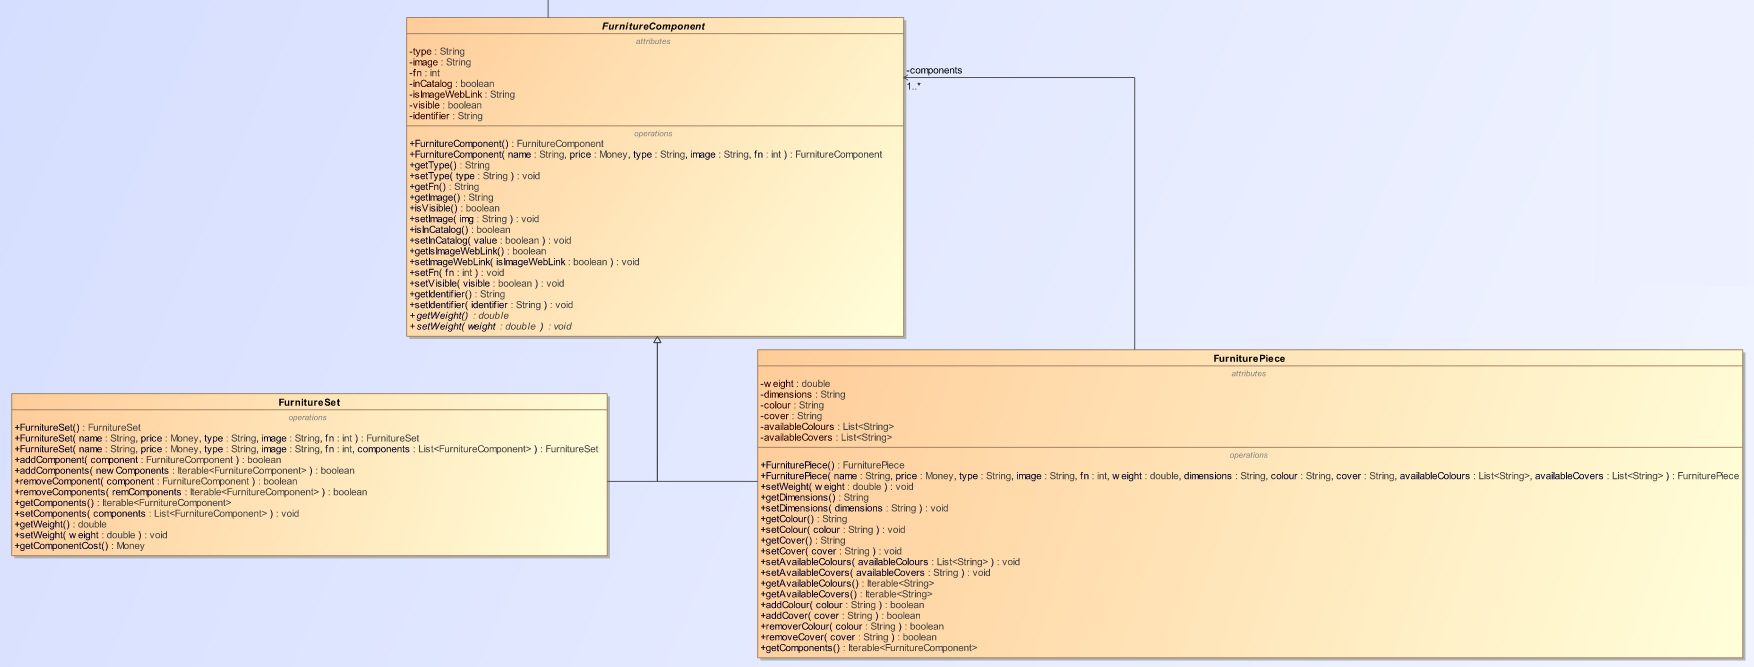 FurnitureComponent
attributes
-type : String
-image : String
-fn : int
-inCatalog : boolean
-isImageWebLink : String
-visible : boolean
-identifier : String
operations
+FurnitureComponent() : FurnitureComponent
+FurnitureComponent( name : String, price : Money, type : String, image : String, fn : int ) : FurnitureComponent
+getType() : String
+setType( type : String ) : void
+getFn() : String
+getImage() : String
+isVisible() : boolean
+setImage( img : String ) : void
+isInCatalog() : boolean
+setInCatalog( value : boolean ) : void
+getIsImageWebLink() : boolean
+setImageWebLink( isImageWebLink : boolean ) : void
+setFn( fn : int ) : void
+setVisible( visible : boolean ) : void
+getIdentifier() : String
+setIdentifier( identifier : String ) : void
+getWeight() : double
+setWeight( weight : double ) : void
-components
1..*
FurnitureSet
operations
+FurnitureSet() : FurnitureSet
+FurnitureSet( name : String, price : Money, type : String, image : String, fn : int ) : FurnitureSet
+FurnitureSet( name : String, price : Money, type : String, image : String, fn : int, components : List<FurnitureComponent> ) : FurnitureSet
+addComponent( component : FurnitureComponent ) : boolean
+addComponents( newComponents : Iterable<FurnitureComponent> ) : boolean
+removeComponent( component : FurnitureComponent ) : boolean
+removeComponents( remComponents : Iterable<FurnitureComponent> ) : boolean
+getComponents() : Iterable<FurnitureComponent>
+setComponents( components : List<FurnitureComponent> ) : void
+getWeight() : double
+setWeight( weight : double ) : void
+getComponentCost() : Money
FurniturePiece
attributes
-weight : double
-dimensions : String
-colour : String
-cover : String
-availableColours : List<String>
-availableCovers : List<String>
operations
+FurniturePiece() : FurniturePiece
+FurniturePiece( name : String, price : Money, type : String, image : String, fn : int, weight : double, dimensions : String, colour : String, cover : String, availableColours : List<String>, availableCovers : List<String> ) : FurniturePiece
+setWeight( weight : double ) : void
+getDimensions() : String
+setDimensions( dimensions : String ) : void
+getColour() : String
+setColour( colour : String ) : void
+getCover() : String
+setCover( cover : String ) : void
+setAvailableColours( availableColours : List<String> ) : void
+setAvailableCovers( availableCovers : String ) : void
+getAvailableColours() : Iterable<String>
+getAvailableCovers() : Iterable<String>
+addColour( colour : String ) : boolean
+addCover( cover : String ) : boolean
+removerColour( colour : String ) : boolean
+removeCover( cover : String ) : boolean
+getComponents() : Iterable<FurnitureComponent>